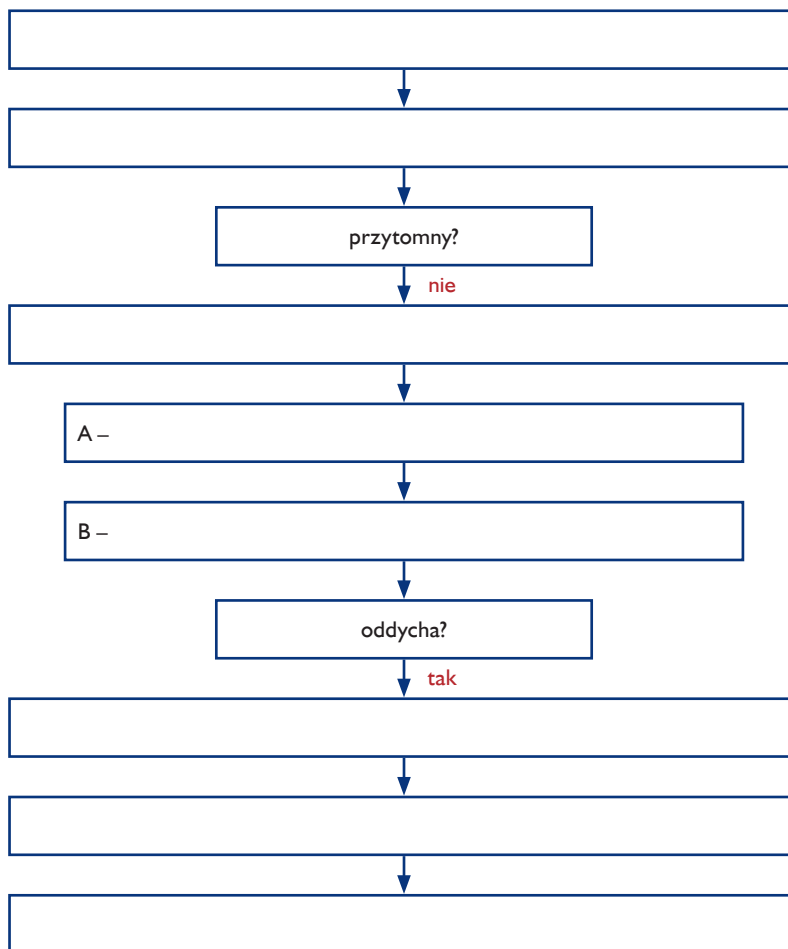 przytomny?
nie
A –
B –
oddycha?
tak